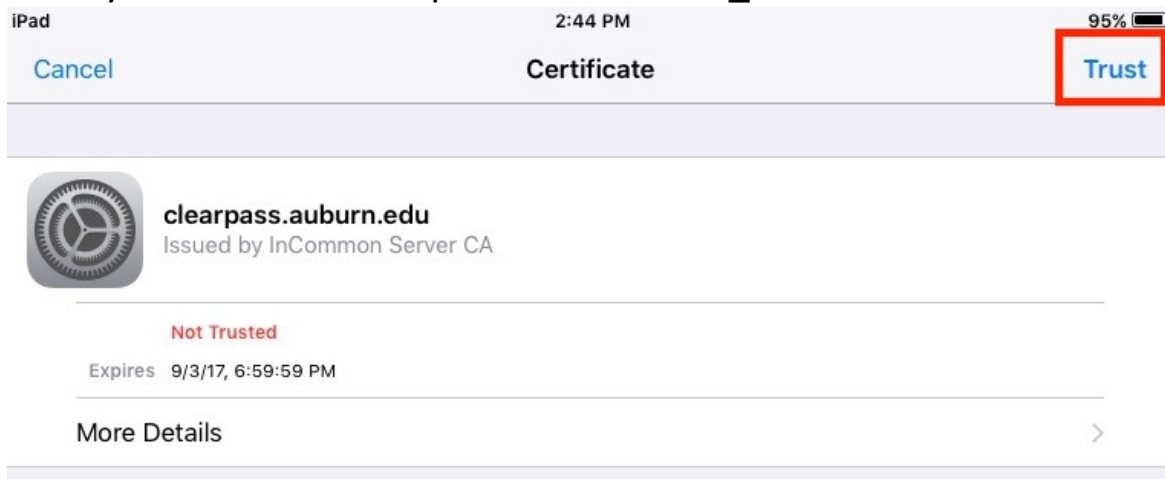 iPad 2:44 PM 95%
Cancel Certificate Trust
clearpass.auburn.edu
Issued by InCommon Server CA
Not Trusted
Expires 9/3/17, 6:59:59 PM
More Details